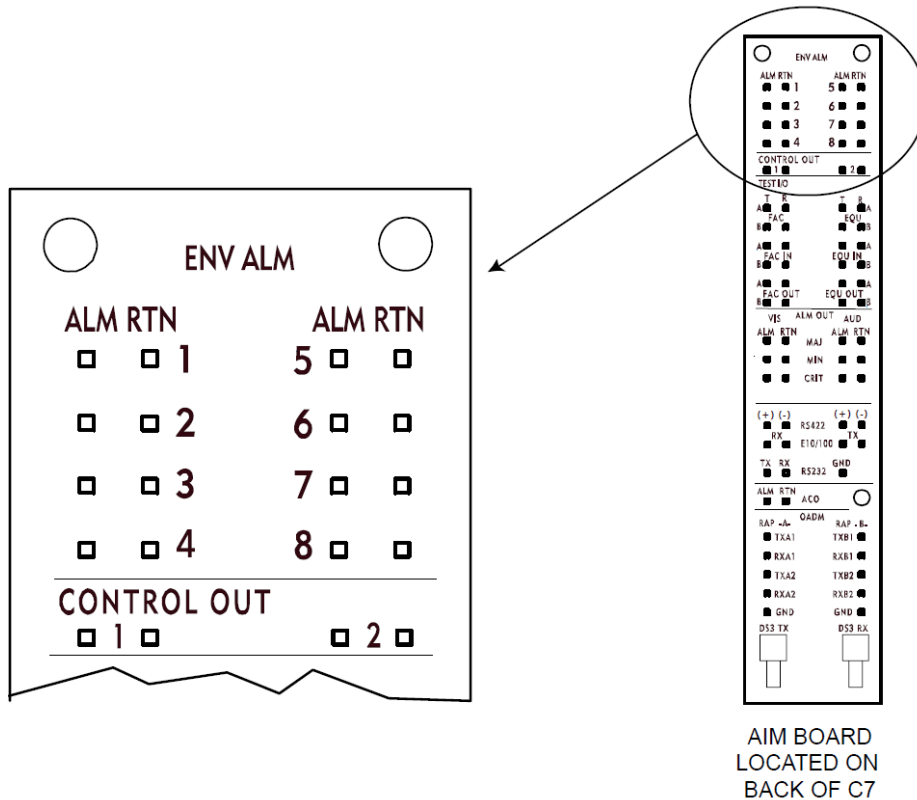 ENV ALM
ALM RTN ALM RTN
1 5
2 6
3 7
4 8
CONTROL OUT
1 2
ENV ALM
ALM RTN ALM RTN
1 5
2 6
3 7
4 8
CONTROL OUT
1 2
TEST I/O
T R T R
A A
FAC EQU
B B
A A
FAC IN EQU IN
B B
A A
FAC OUT EQU OUT
B B
VIS ALM OUT AUD
ALM RTN ALM RTN
MAJ
MIN
CRIT
(+) (-) (+) (-)
RS422
RX TX
E10/100
TX RX GND
RS232
ALM RTN
ACO
OADM
RAP -A- RAP -B-
TXA1 TXB1
RXA1 RXB1
TXA2 TXB2
RXA2 RXB2
GND GND
DS3 TX DS3 RX
AIM BOARD
LOCATED ON
BACK OF C7